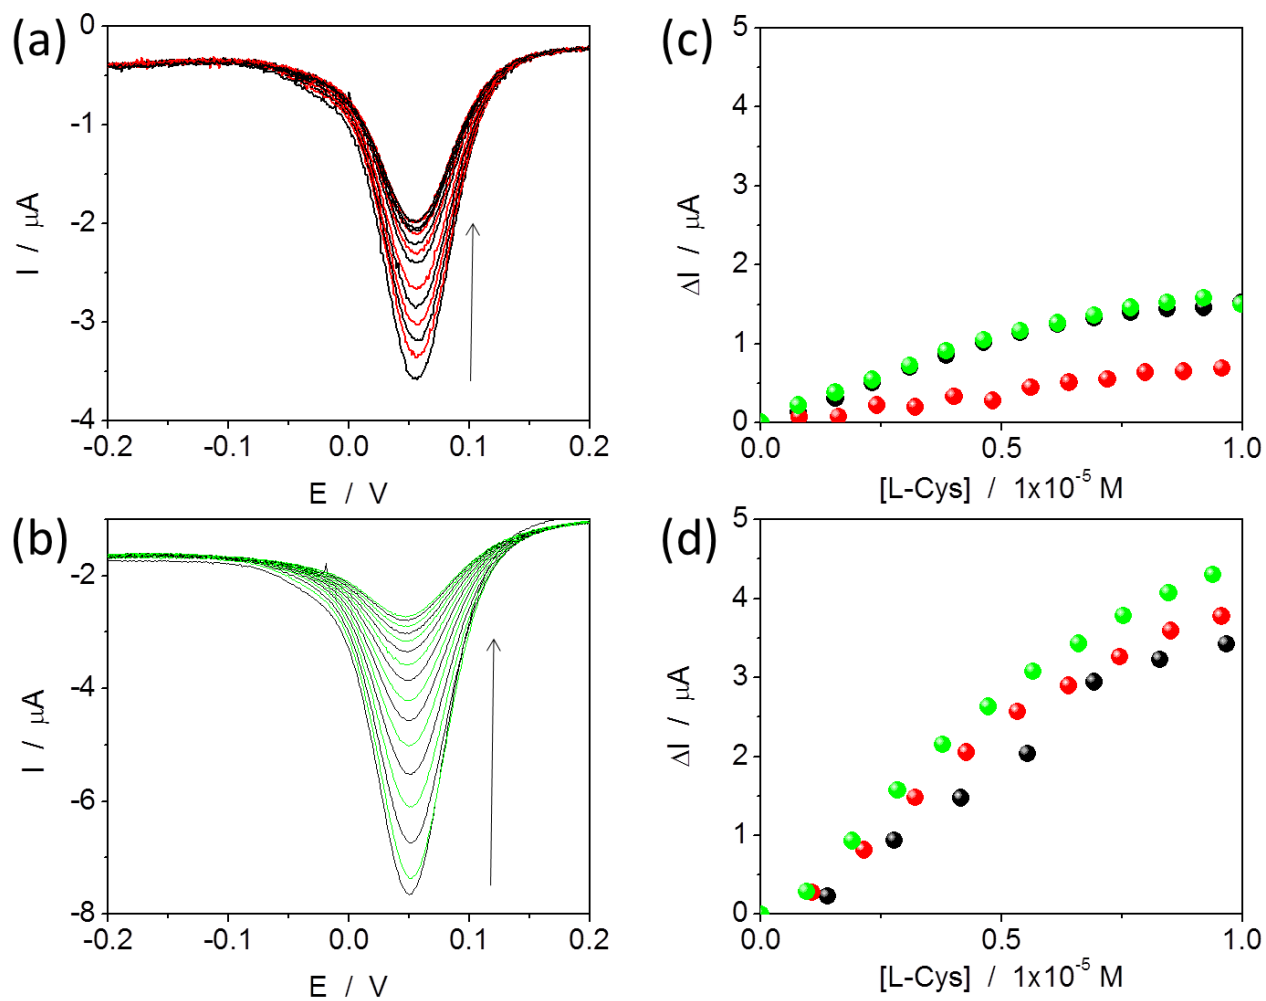 (a)
0
-1
-2
-3
-4
I / μA
-0.2 -0.1 0.0 0.1 0.2
E / V
(c)
5
4
3
2
1
0
ΔI / μA
0.0 0.5 1.0
[L-Cys] / 1x10⁻⁵ M
(b)
-2
-4
-6
-8
I / μA
-0.2 -0.1 0.0 0.1 0.2
E / V
(d)
5
4
3
2
1
0
ΔI / μA
0.0 0.5 1.0
[L-Cys] / 1x10⁻⁵ M